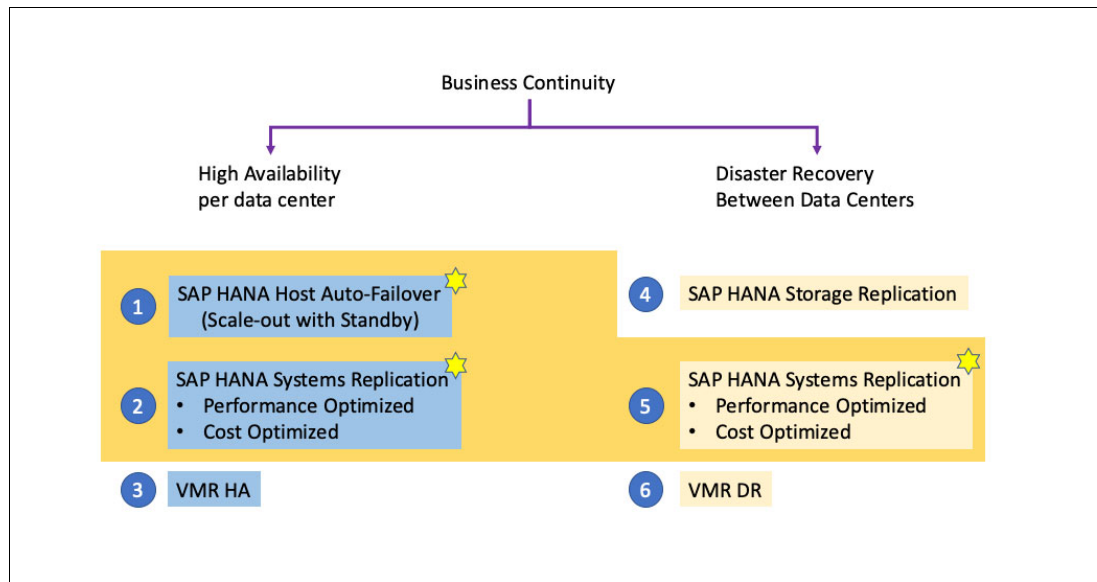 Business Continuity
High Availability
per data center
Disaster Recovery
Between Data Centers
1
SAP HANA Host Auto-Failover
(Scale-out with Standby)
4
SAP HANA Storage Replication
2
SAP HANA Systems Replication
• Performance Optimized
• Cost Optimized
5
SAP HANA Systems Replication
• Performance Optimized
• Cost Optimized
3
VMR HA
6
VMR DR